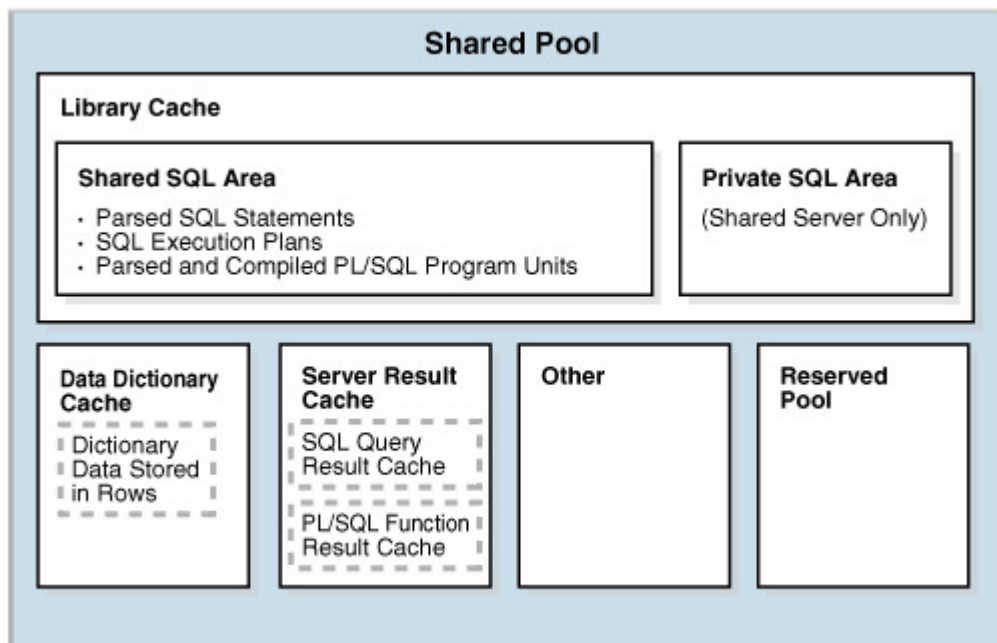 Shared Pool
Library Cache
Shared SQL Area
· Parsed SQL Statements
· SQL Execution Plans
· Parsed and Compiled PL/SQL Program Units
Private SQL Area
(Shared Server Only)
Data Dictionary
Cache
Dictionary
Data Stored
in Rows
Server Result
Cache
SQL Query
Result Cache
PL/SQL Function
Result Cache
Other
Reserved
Pool